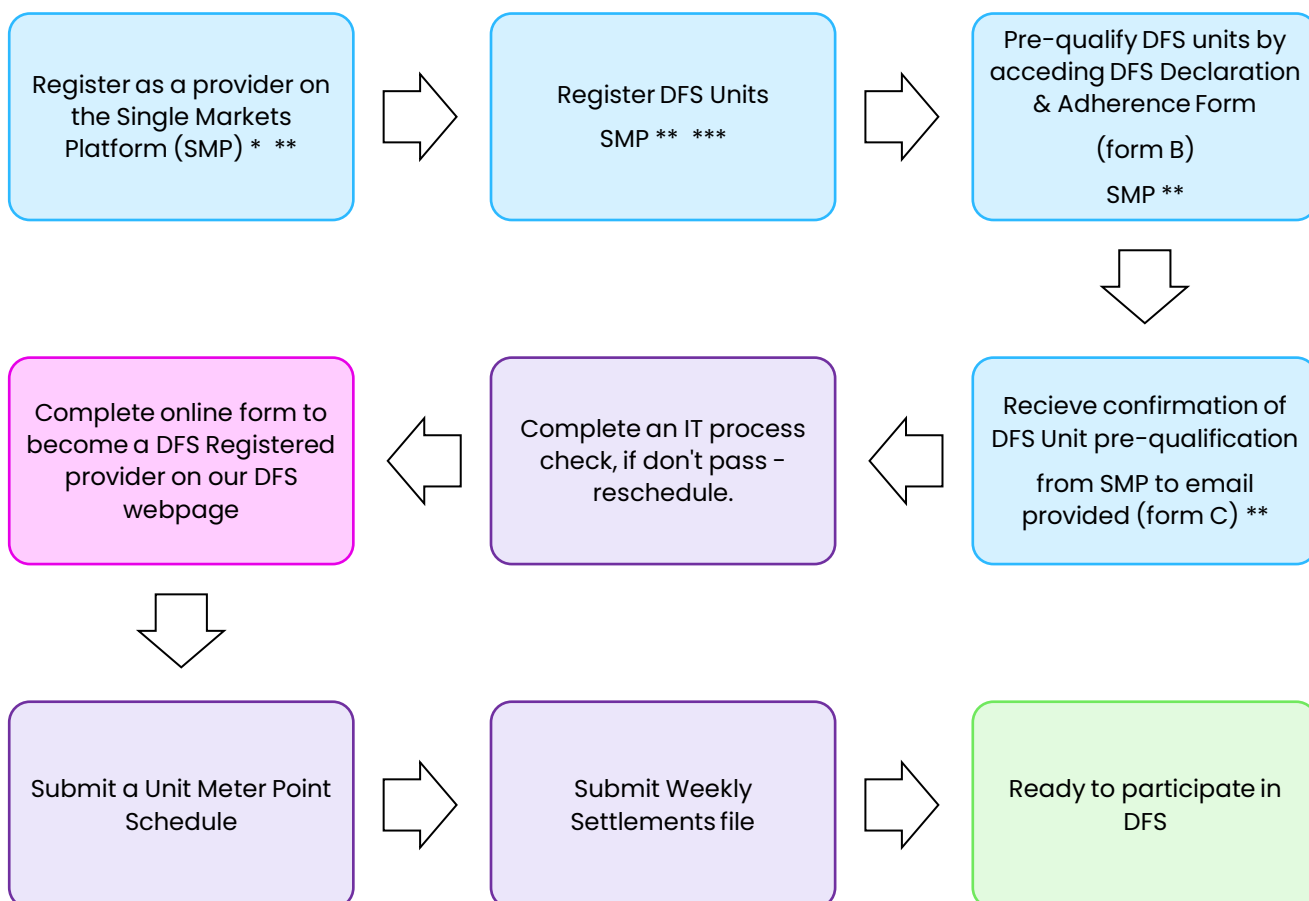 Register as a provider on
the Single Markets
Platform (SMP) * **
Register DFS Units
SMP ** ***
Pre-qualify DFS units by
acceding DFS Declaration
& Adherence Form
(form B)
SMP **
Recieve confirmation of
DFS Unit pre-qualification
from SMP to email
provided (form C) **
Complete an IT process
check, if don't pass -
reschedule.
Complete online form to
become a DFS Registered
provider on our DFS
webpage
Submit a Unit Meter Point
Schedule
Submit Weekly
Settlements file
Ready to participate in
DFS